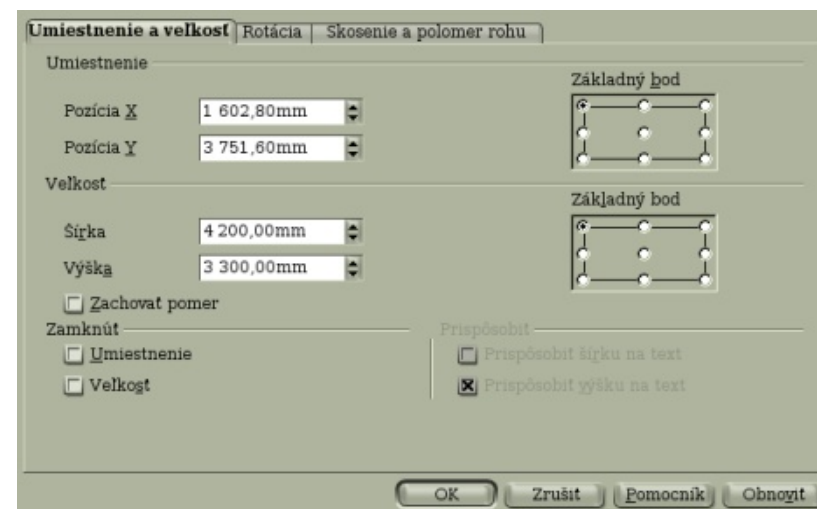 Umiestnenie a veľkosť Rotácia Skosenie a polomer rohu
Umiestnenie
Základný bod
Pozícia X 1 602,80mm
Pozícia Y 3 751,60mm
Veľkosť
Základný bod
Šírka 4 200,00mm
Výška 3 300,00mm
Zachovať pomer
Zamknúť Prispôsobiť
Umiestnenie Prispôsobiť šírku na text
Veľkosť Prispôsobiť výšku na text
OK Zrušiť Pomocník Obnoviť